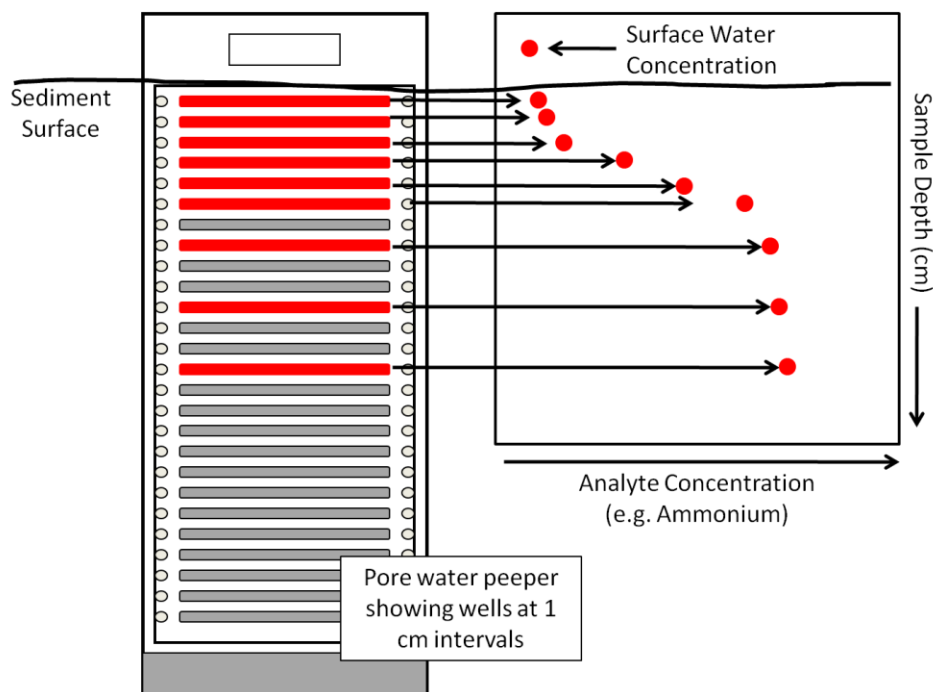 Surface Water
Concentration
Sediment
Surface
Sample Depth (cm)
Analyte Concentration
(e.g. Ammonium)
Pore water peeper
showing wells at 1
cm intervals